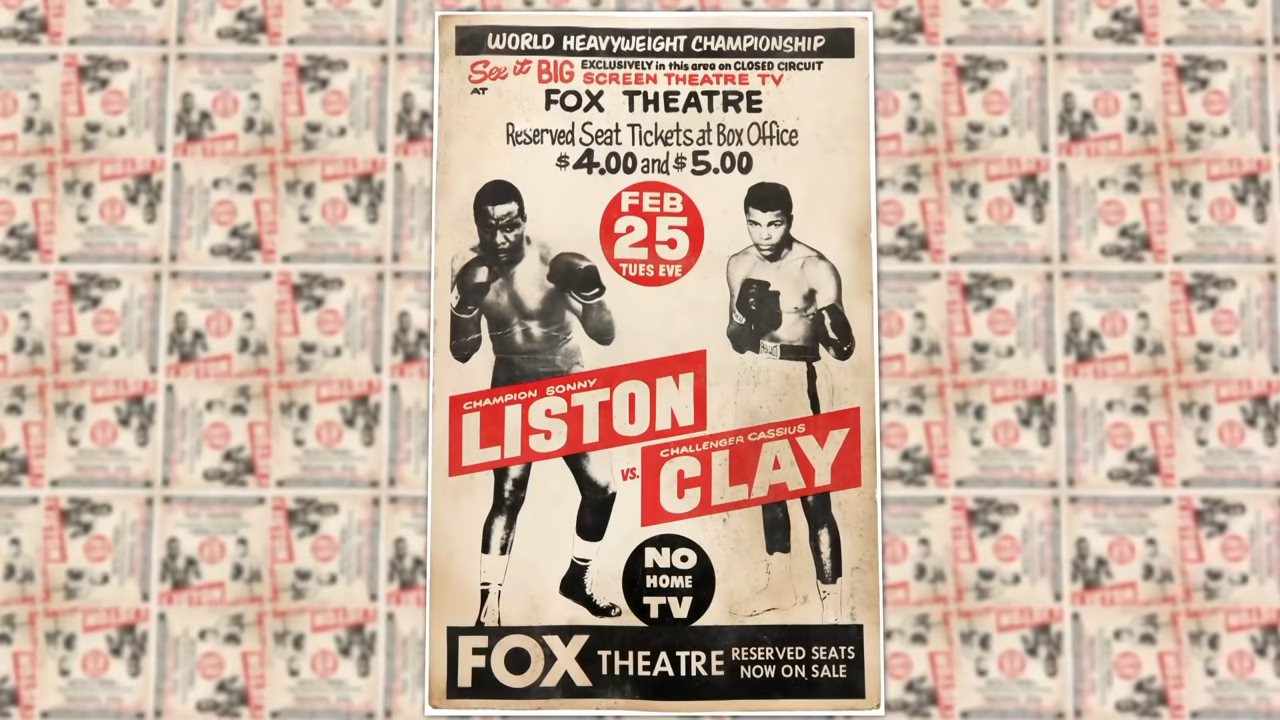 WORLD HEAVYWEIGHT CHAMPIONSHIP
See it BIG EXCLUSIVELY in this area on CLOSED CIRCUIT
SCREEN THEATRE TV
AT FOX THEATRE
Reserved Seat Tickets at Box Office
$4.00 and $5.00
FEB
25
TUES EVE
CHAMPION SONNY
LISTON
VS.
CHALLENGER CASSIUS
CLAY
NO
HOME
TV
FOX THEATRE RESERVED SEATS
NOW ON SALE